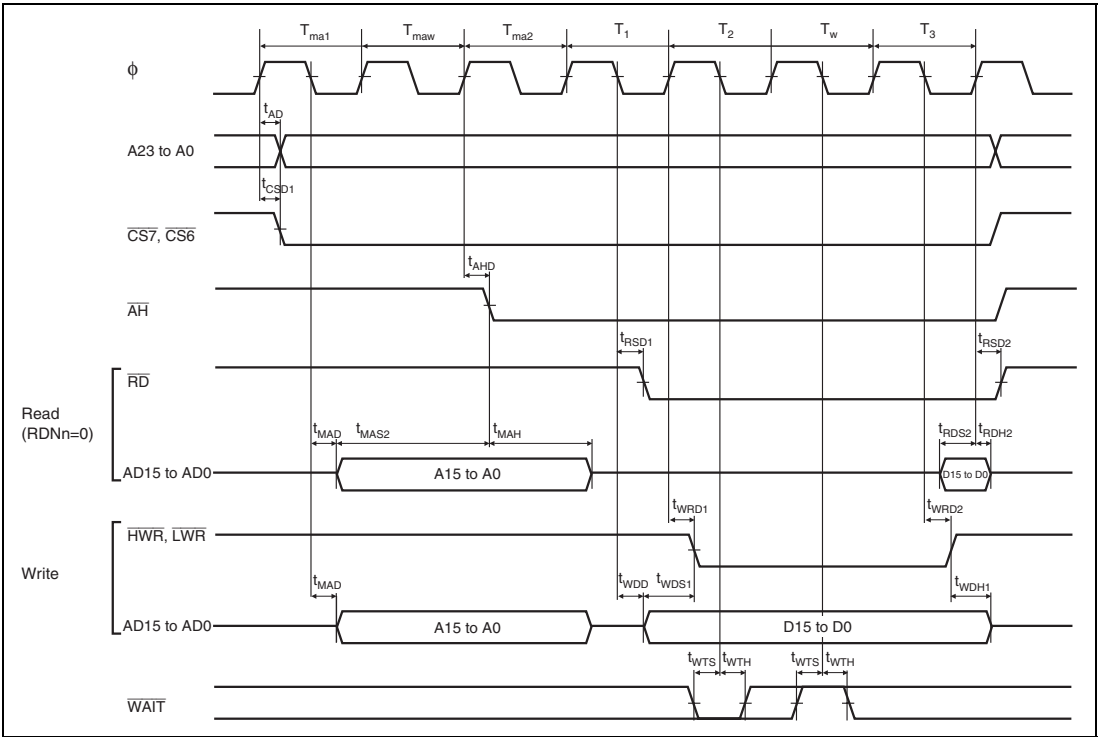 Tma1 Tmaw Tma2 T1 T2 Tw T3
ϕ
tAD
A23 to A0
tCSD1
CS7, CS6
tAHD
AH
tRSD1 tRSD2
RD
Read
(RDNn=0)
tMAD tMAS2 tMAH tRDS2 tRDH2
AD15 to AD0 A15 to A0 D15 to D0
tWRD1 tWRD2
HWR, LWR
Write
tMAD tWDD tWDS1 tWDH1
AD15 to AD0 A15 to A0 D15 to D0
tWTS tWTH tWTS tWTH
WAIT